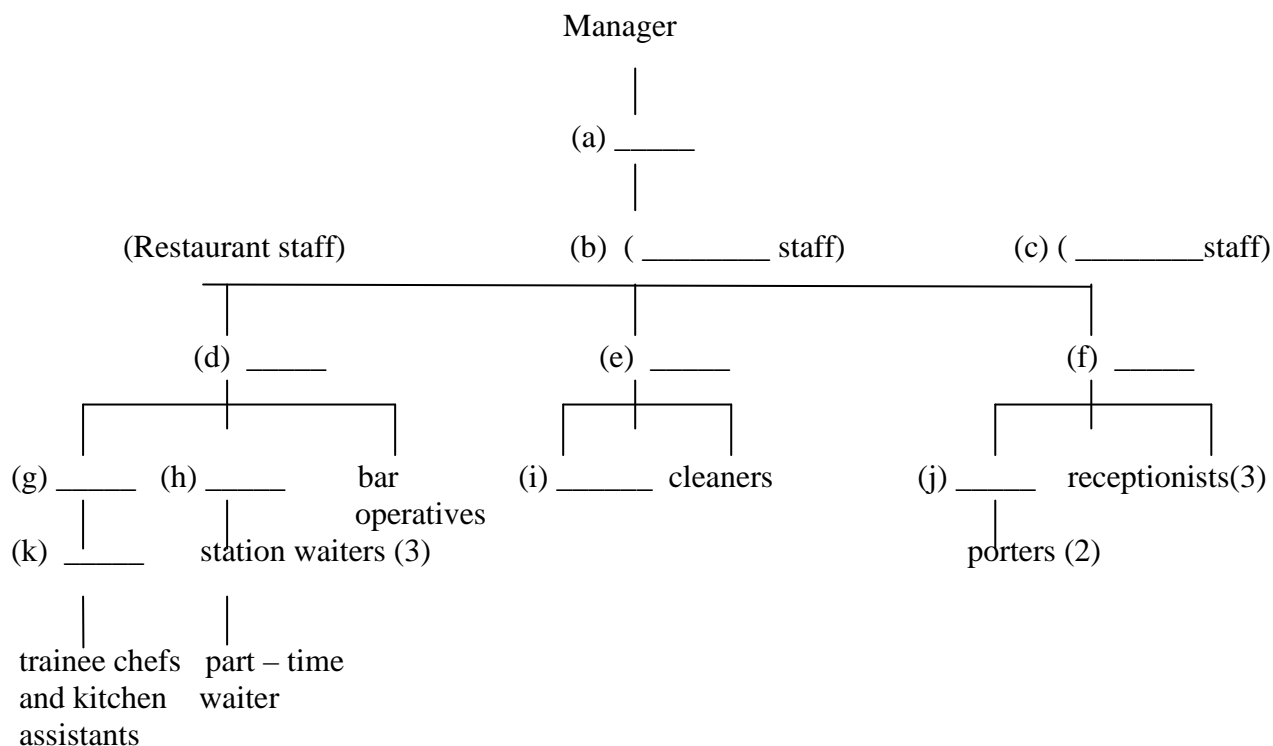 Manager
(a) _____
(Restaurant staff) (b) ( ________ staff) (c) ( ________staff)
(d) _____ (e) _____ (f) _____
(g) _____ (h) _____ bar (i) ______ cleaners (j) _____ receptionists(3)
operatives
(k) _____ station waiters (3) porters (2)
trainee chefs part – time
and kitchen waiter
assistants